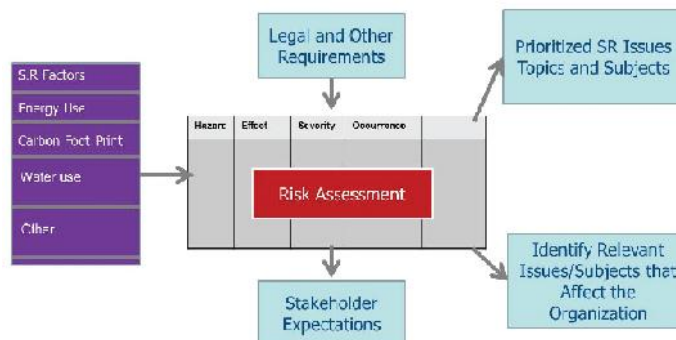 S.R Factors
Energy Use
Carbon Foot Print
Water use
Other
Legal and Other
Requirements
Hazard Effect Severity Occurrence
Risk Assessment
Stakeholder
Expectations
Prioritized SR Issues
Topics and Subjects
Identify Relevant
Issues/Subjects that
Affect the
Organization